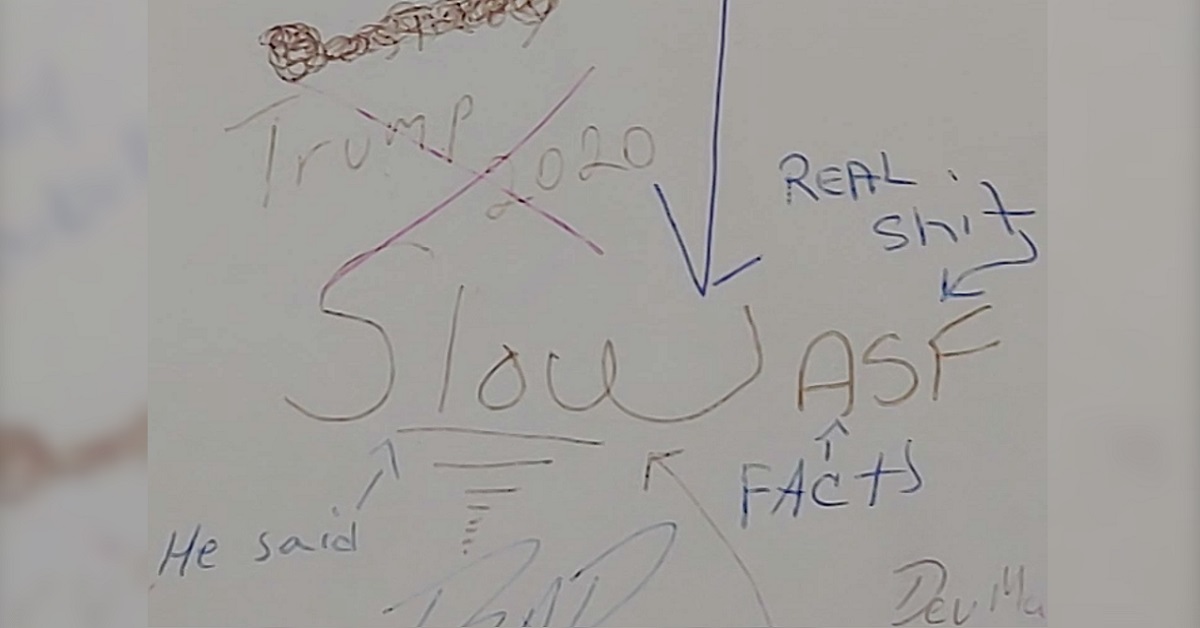 Trump 2020
REAL
shit
Slow ASF
FACtS
He said